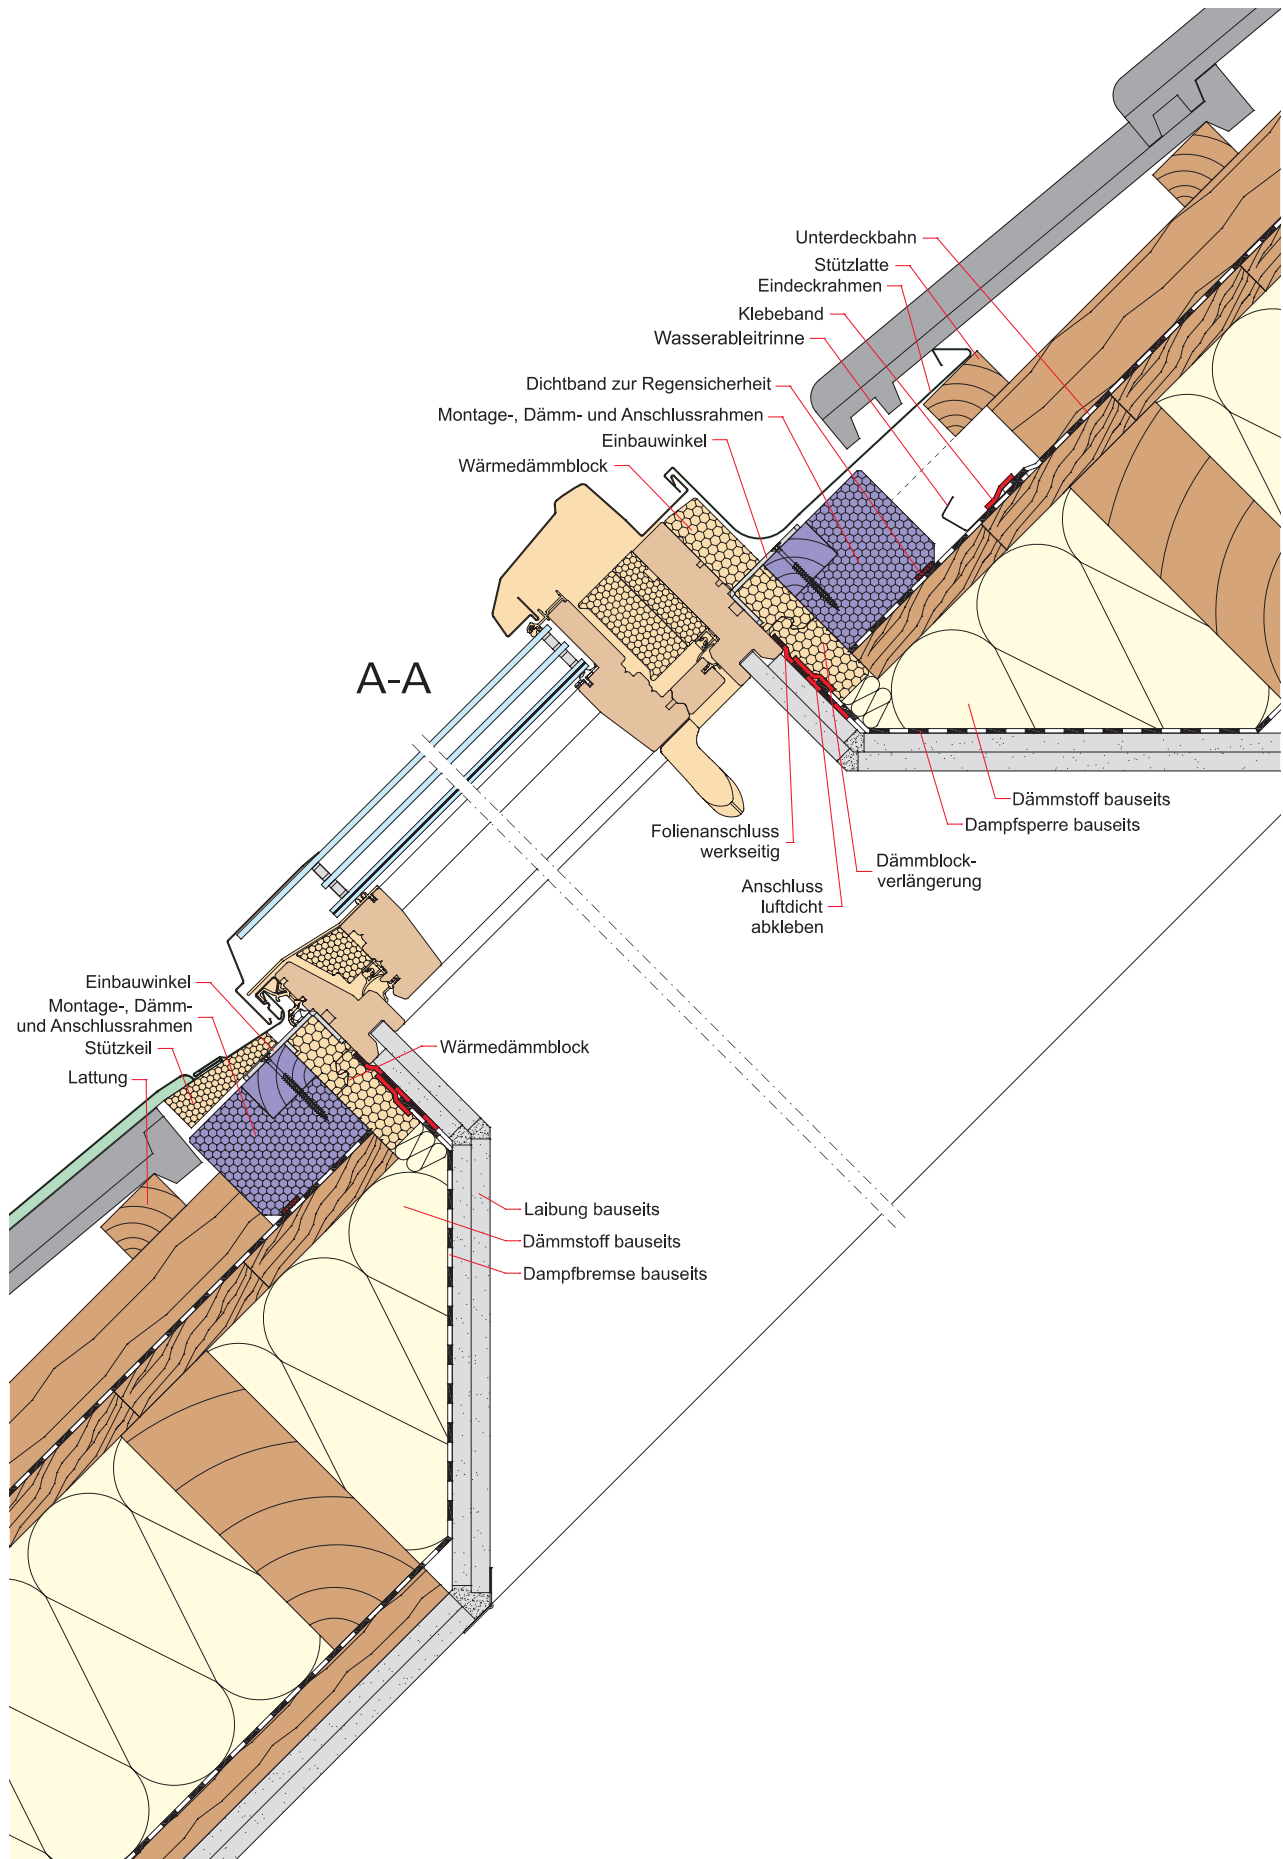 Unterdeckbahn
Stützlatte
Eindeckrahmen
Klebeband
Wasserableitrinne
Dichtband zur Regensicherheit
Montage-, Dämm- und Anschlussrahmen
Einbauwinkel
Wärmedämmblock
A-A
Dämmstoff bauseits
Dampfsperre bauseits
Folienanschluss
werkseitig
Dämmblock-
verlängerung
Anschluss
luftdicht
abkleben
Einbauwinkel
Montage-, Dämm-
und Anschlussrahmen
Stützkeil
Lattung
Wärmedämmblock
Laibung bauseits
Dämmstoff bauseits
Dampfbremse bauseits